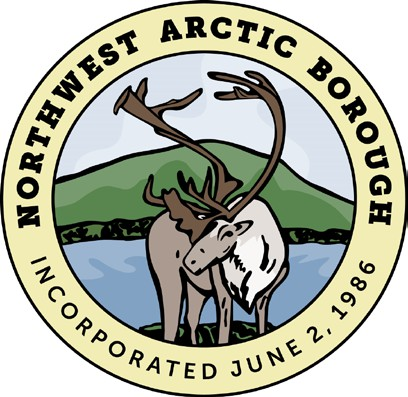 NORTHWEST ARCTIC BOROUGH
INCORPORATED JUNE 2, 1986